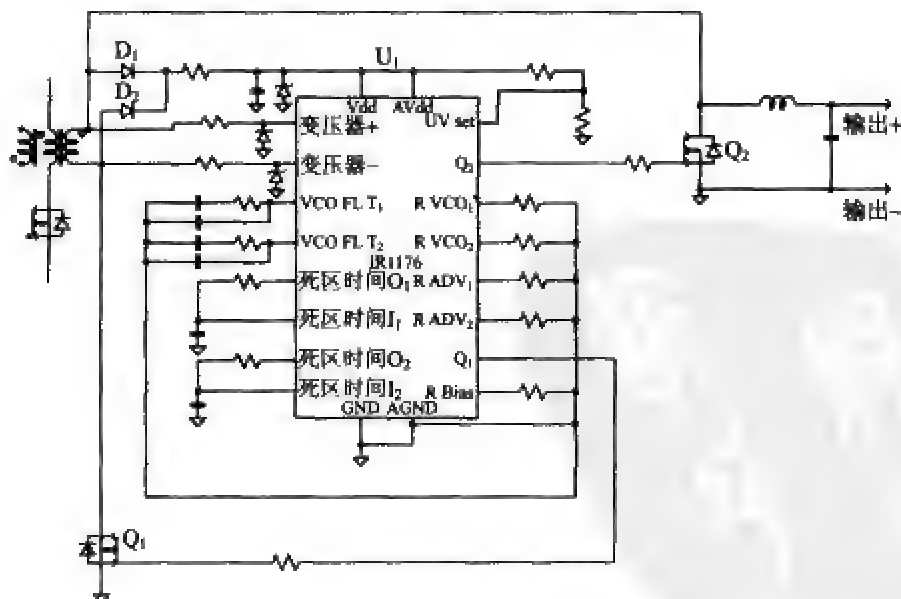 D₁
U₁
D₂
Vdd AVdd
变压器+
UV set
输出+
变压器-
Q₂
Q₂
VCO FL T₁
R VCO₁
输出-
VCO FL T₂
R VCO₂
IR1176
死区时间O₁
R ADV₁
死区时间I₁
R ADV₂
死区时间O₂
Q₁
死区时间I₂
R Bias
GND AGND
Q₁